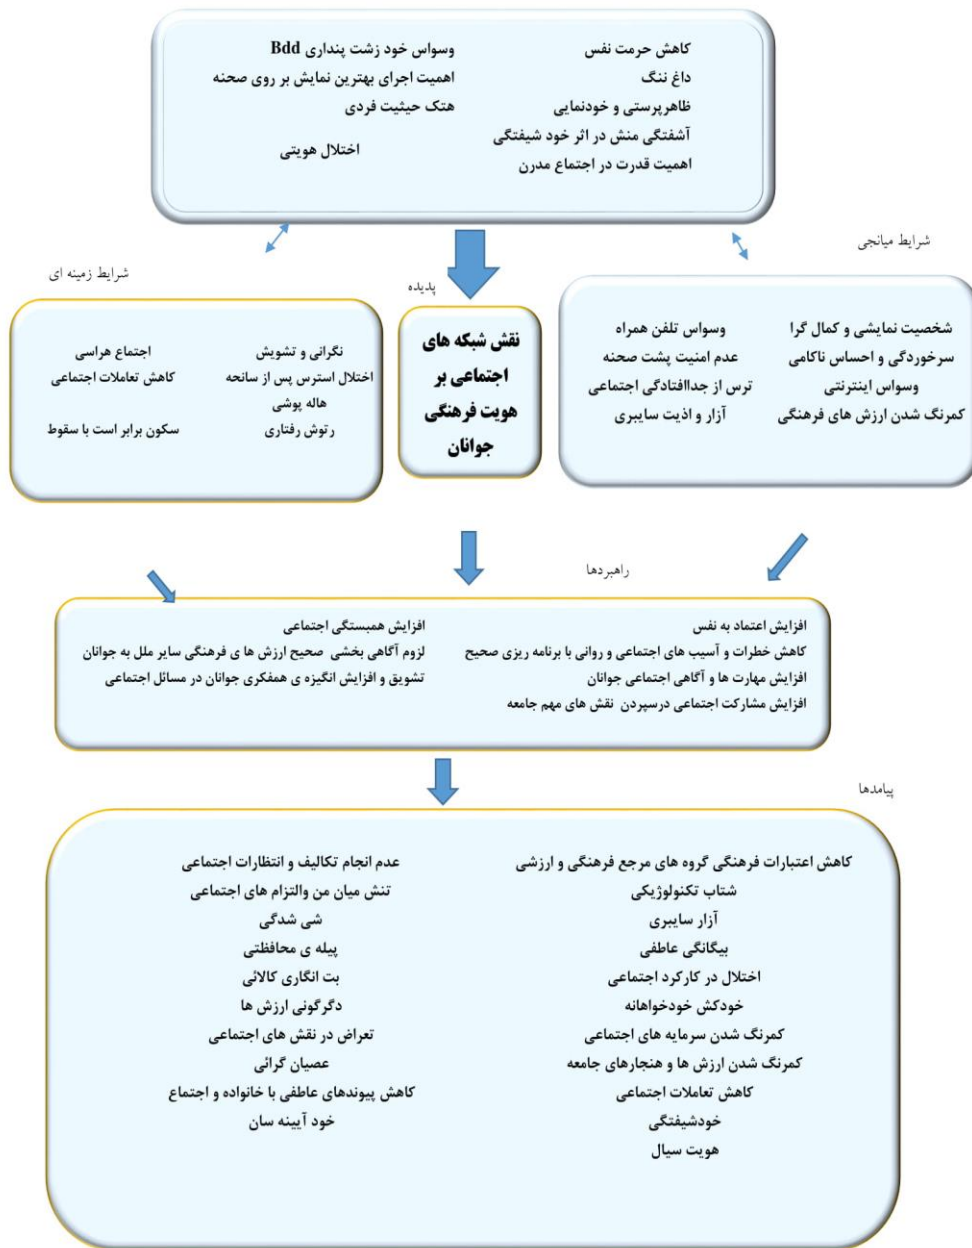 کاهش حرمت نفس
داغ ننگ
ظاهرپرستی و خودنمایی
آشفتگی منش در اثر خود شیفتگی
اهمیت قدرت در اجتماع مدرن
وسواس خود زشت پنداری Bdd
اهمیت اجرای بهترین نمایش بر روی صحنه
هتک حیثیت فردی
اختلال هویتی
شرایط میانجی
شخصیت نمایشی و کمال گرا
سرخوردگی و احساس ناکامی
وسواس اینترنتی
کمرنگ شدن ارزش های فرهنگی
وسواس تلفن همراه
عدم امنیت پشت صحنه
ترس از جداافتادگی اجتماعی
آزار و اذیت سایبری
پدیده
نقش شبکه های
اجتماعی بر
هویت فرهنگی
جوانان
شرایط زمینه ای
نگرانی و تشویش
اختلال استرس پس از سانحه
هاله پوشی
رتوش رفتاری
اجتماع هراسی
کاهش تعاملات اجتماعی
سکون برابر است با سقوط
راهبردها
افزایش اعتماد به نفس
کاهش خطرات و آسیب های اجتماعی و روانی با برنامه ریزی صحیح
افزایش مهارت ها و آگاهی اجتماعی جوانان
افزایش مشارکت اجتماعی درسپردن نقش های مهم جامعه
افزایش همبستگی اجتماعی
لزوم آگاهی بخشی صحیح ارزش ها ی فرهنگی سایر ملل به جوانان
تشویق و افزایش انگیزه ی همفکری جوانان در مسائل اجتماعی
پیامدها
کاهش اعتبارات فرهنگی گروه های مرجع فرهنگی و ارزشی
شتاب تکنولوژیکی
آزار سایبری
بیگانگی عاطفی
اختلال در کارکرد اجتماعی
خودکش خودخواهانه
کمرنگ شدن سرمایه های اجتماعی
کمرنگ شدن ارزش ها و هنجارهای جامعه
کاهش تعاملات اجتماعی
خودشیفتگی
هویت سیال
عدم انجام تکالیف و انتظارات اجتماعی
تنش میان من والتزام های اجتماعی
شی شدگی
پیله ی محافظتی
بت انگاری کالائی
دگرگونی ارزش ها
تعراض در نقش های اجتماعی
عصیان گرائی
کاهش پیوندهای عاطفی با خانواده و اجتماع
خود آیینه سان